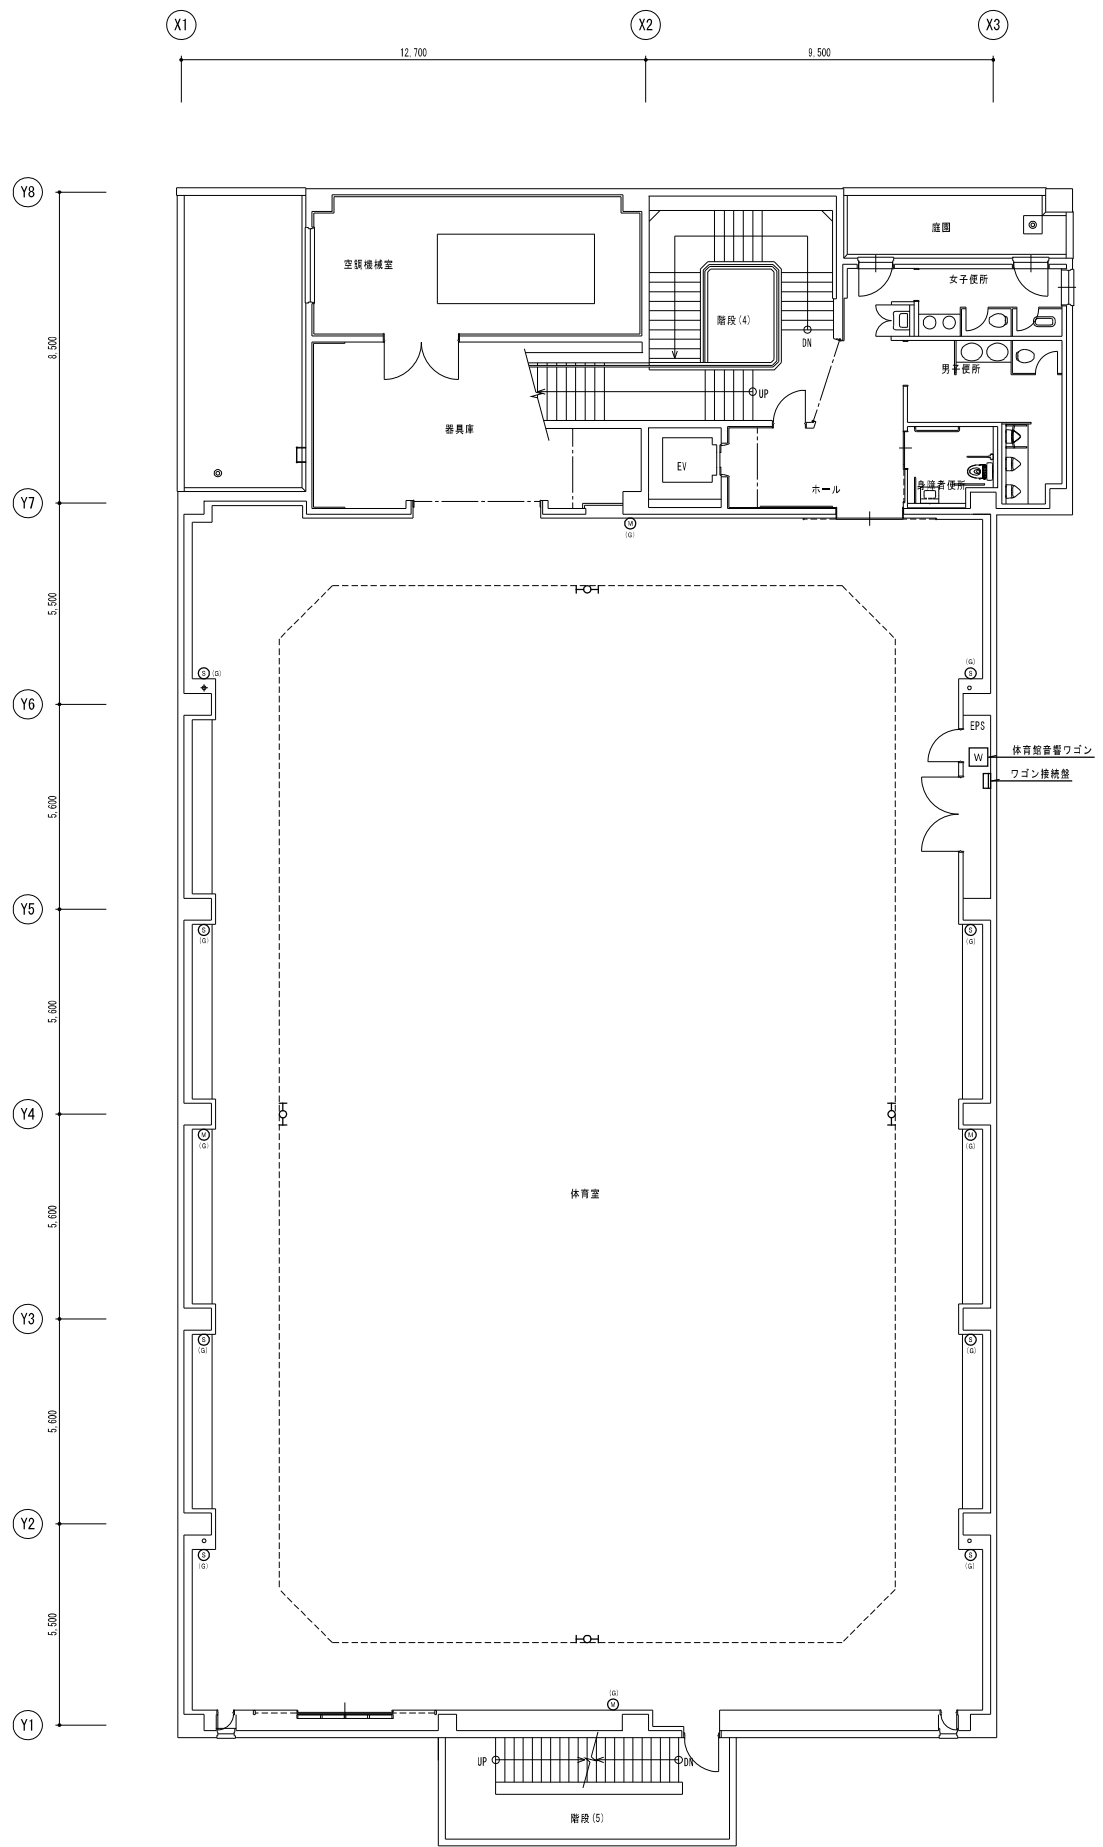 X1
X2
X3
12,700
9,500
Y8
庭園
空調機械室
女子便所
階段(4)
DN
8,500
男子便所
UP
器具庫
EV
ホール
身障者便所
Y7
M
(G)
5,500
S (G)
(G)
S
Y6
EPS
体育館音響ワゴン
W
ワゴン接続盤
5,600
Y5
S
(G)
S
(G)
5,600
Y4
M
(G)
M
(G)
体育室
5,600
Y3
S
(G)
S
(G)
5,600
Y2
S
(G)
S
(G)
5,500
(G)
M
Y1
UP
DN
階段(5)